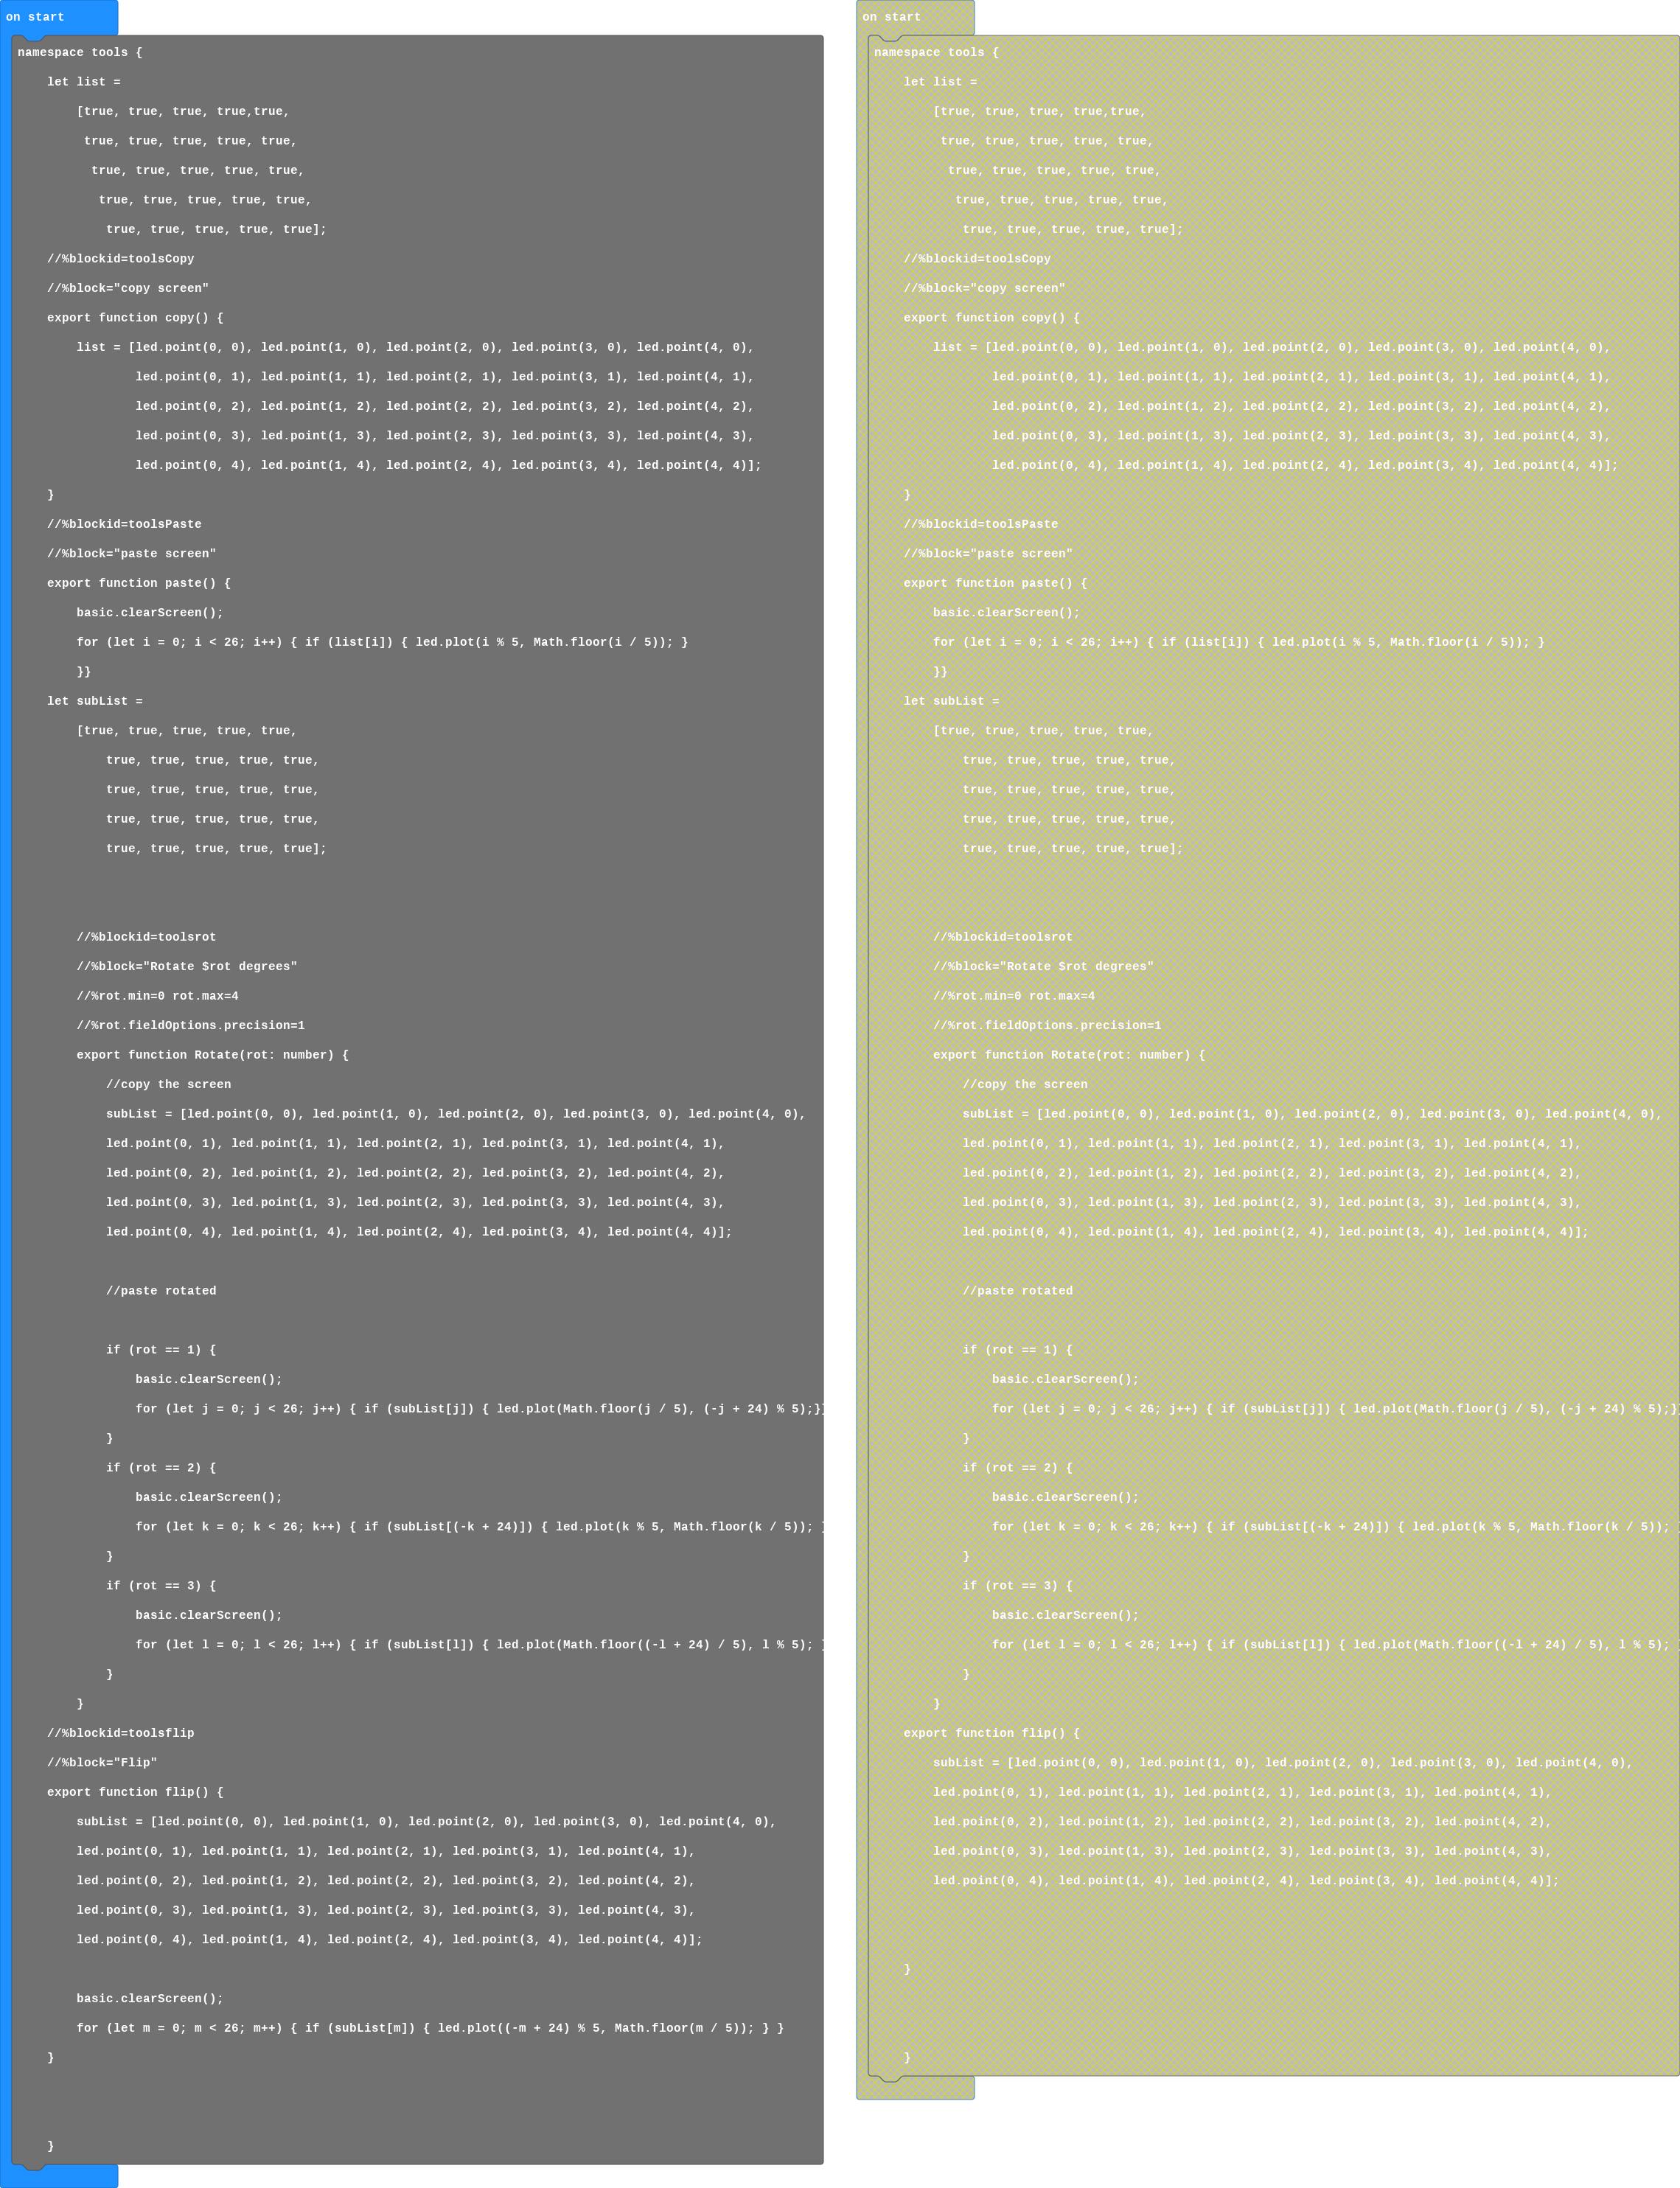 on start
namespace tools {
    let list =
        [true, true, true, true,true,
         true, true, true, true, true,
          true, true, true, true, true,
           true, true, true, true, true,
            true, true, true, true, true];
    //%blockid=toolsCopy
    //%block="copy screen"
    export function copy() {
        list = [led.point(0, 0), led.point(1, 0), led.point(2, 0), led.point(3, 0), led.point(4, 0),
                led.point(0, 1), led.point(1, 1), led.point(2, 1), led.point(3, 1), led.point(4, 1),
                led.point(0, 2), led.point(1, 2), led.point(2, 2), led.point(3, 2), led.point(4, 2),
                led.point(0, 3), led.point(1, 3), led.point(2, 3), led.point(3, 3), led.point(4, 3),
                led.point(0, 4), led.point(1, 4), led.point(2, 4), led.point(3, 4), led.point(4, 4)];
    }
    //%blockid=toolsPaste
    //%block="paste screen"
    export function paste() {
        basic.clearScreen();
        for (let i = 0; i < 26; i++) { if (list[i]) { led.plot(i % 5, Math.floor(i / 5)); }
        }}
    let subList =
        [true, true, true, true, true,
            true, true, true, true, true,
            true, true, true, true, true,
            true, true, true, true, true,
            true, true, true, true, true];
        //%blockid=toolsrot
        //%block="Rotate $rot degrees"
        //%rot.min=0 rot.max=4
        //%rot.fieldOptions.precision=1
        export function Rotate(rot: number) {
            //copy the screen
            subList = [led.point(0, 0), led.point(1, 0), led.point(2, 0), led.point(3, 0), led.point(4, 0),
            led.point(0, 1), led.point(1, 1), led.point(2, 1), led.point(3, 1), led.point(4, 1),
            led.point(0, 2), led.point(1, 2), led.point(2, 2), led.point(3, 2), led.point(4, 2),
            led.point(0, 3), led.point(1, 3), led.point(2, 3), led.point(3, 3), led.point(4, 3),
            led.point(0, 4), led.point(1, 4), led.point(2, 4), led.point(3, 4), led.point(4, 4)];
            //paste rotated
            if (rot == 1) {
                basic.clearScreen();
                for (let j = 0; j < 26; j++) { if (subList[j]) { led.plot(Math.floor(j / 5), (-j + 24) % 5);}}
            }
            if (rot == 2) {
                basic.clearScreen();
                for (let k = 0; k < 26; k++) { if (subList[(-k + 24)]) { led.plot(k % 5, Math.floor(k / 5)); }
            }
            if (rot == 3) {
                basic.clearScreen();
                for (let l = 0; l < 26; l++) { if (subList[l]) { led.plot(Math.floor((-l + 24) / 5), l % 5); }
            }
        }
    //%blockid=toolsflip
    //%block="Flip"
    export function flip() {
        subList = [led.point(0, 0), led.point(1, 0), led.point(2, 0), led.point(3, 0), led.point(4, 0),
        led.point(0, 1), led.point(1, 1), led.point(2, 1), led.point(3, 1), led.point(4, 1),
        led.point(0, 2), led.point(1, 2), led.point(2, 2), led.point(3, 2), led.point(4, 2),
        led.point(0, 3), led.point(1, 3), led.point(2, 3), led.point(3, 3), led.point(4, 3),
        led.point(0, 4), led.point(1, 4), led.point(2, 4), led.point(3, 4), led.point(4, 4)];
        basic.clearScreen();
        for (let m = 0; m < 26; m++) { if (subList[m]) { led.plot((-m + 24) % 5, Math.floor(m / 5)); } }
    }
    }
on start
namespace tools {
    let list =
        [true, true, true, true,true,
         true, true, true, true, true,
          true, true, true, true, true,
           true, true, true, true, true,
            true, true, true, true, true];
    //%blockid=toolsCopy
    //%block="copy screen"
    export function copy() {
        list = [led.point(0, 0), led.point(1, 0), led.point(2, 0), led.point(3, 0), led.point(4, 0),
                led.point(0, 1), led.point(1, 1), led.point(2, 1), led.point(3, 1), led.point(4, 1),
                led.point(0, 2), led.point(1, 2), led.point(2, 2), led.point(3, 2), led.point(4, 2),
                led.point(0, 3), led.point(1, 3), led.point(2, 3), led.point(3, 3), led.point(4, 3),
                led.point(0, 4), led.point(1, 4), led.point(2, 4), led.point(3, 4), led.point(4, 4)];
    }
    //%blockid=toolsPaste
    //%block="paste screen"
    export function paste() {
        basic.clearScreen();
        for (let i = 0; i < 26; i++) { if (list[i]) { led.plot(i % 5, Math.floor(i / 5)); }
        }}
    let subList =
        [true, true, true, true, true,
            true, true, true, true, true,
            true, true, true, true, true,
            true, true, true, true, true,
            true, true, true, true, true];
        //%blockid=toolsrot
        //%block="Rotate $rot degrees"
        //%rot.min=0 rot.max=4
        //%rot.fieldOptions.precision=1
        export function Rotate(rot: number) {
            //copy the screen
            subList = [led.point(0, 0), led.point(1, 0), led.point(2, 0), led.point(3, 0), led.point(4, 0),
            led.point(0, 1), led.point(1, 1), led.point(2, 1), led.point(3, 1), led.point(4, 1),
            led.point(0, 2), led.point(1, 2), led.point(2, 2), led.point(3, 2), led.point(4, 2),
            led.point(0, 3), led.point(1, 3), led.point(2, 3), led.point(3, 3), led.point(4, 3),
            led.point(0, 4), led.point(1, 4), led.point(2, 4), led.point(3, 4), led.point(4, 4)];
            //paste rotated
            if (rot == 1) {
                basic.clearScreen();
                for (let j = 0; j < 26; j++) { if (subList[j]) { led.plot(Math.floor(j / 5), (-j + 24) % 5);}}
            }
            if (rot == 2) {
                basic.clearScreen();
                for (let k = 0; k < 26; k++) { if (subList[(-k + 24)]) { led.plot(k % 5, Math.floor(k / 5)); }
            }
            if (rot == 3) {
                basic.clearScreen();
                for (let l = 0; l < 26; l++) { if (subList[l]) { led.plot(Math.floor((-l + 24) / 5), l % 5); }
            }
        }
    export function flip() {
        subList = [led.point(0, 0), led.point(1, 0), led.point(2, 0), led.point(3, 0), led.point(4, 0),
        led.point(0, 1), led.point(1, 1), led.point(2, 1), led.point(3, 1), led.point(4, 1),
        led.point(0, 2), led.point(1, 2), led.point(2, 2), led.point(3, 2), led.point(4, 2),
        led.point(0, 3), led.point(1, 3), led.point(2, 3), led.point(3, 3), led.point(4, 3),
        led.point(0, 4), led.point(1, 4), led.point(2, 4), led.point(3, 4), led.point(4, 4)];
    }
    }